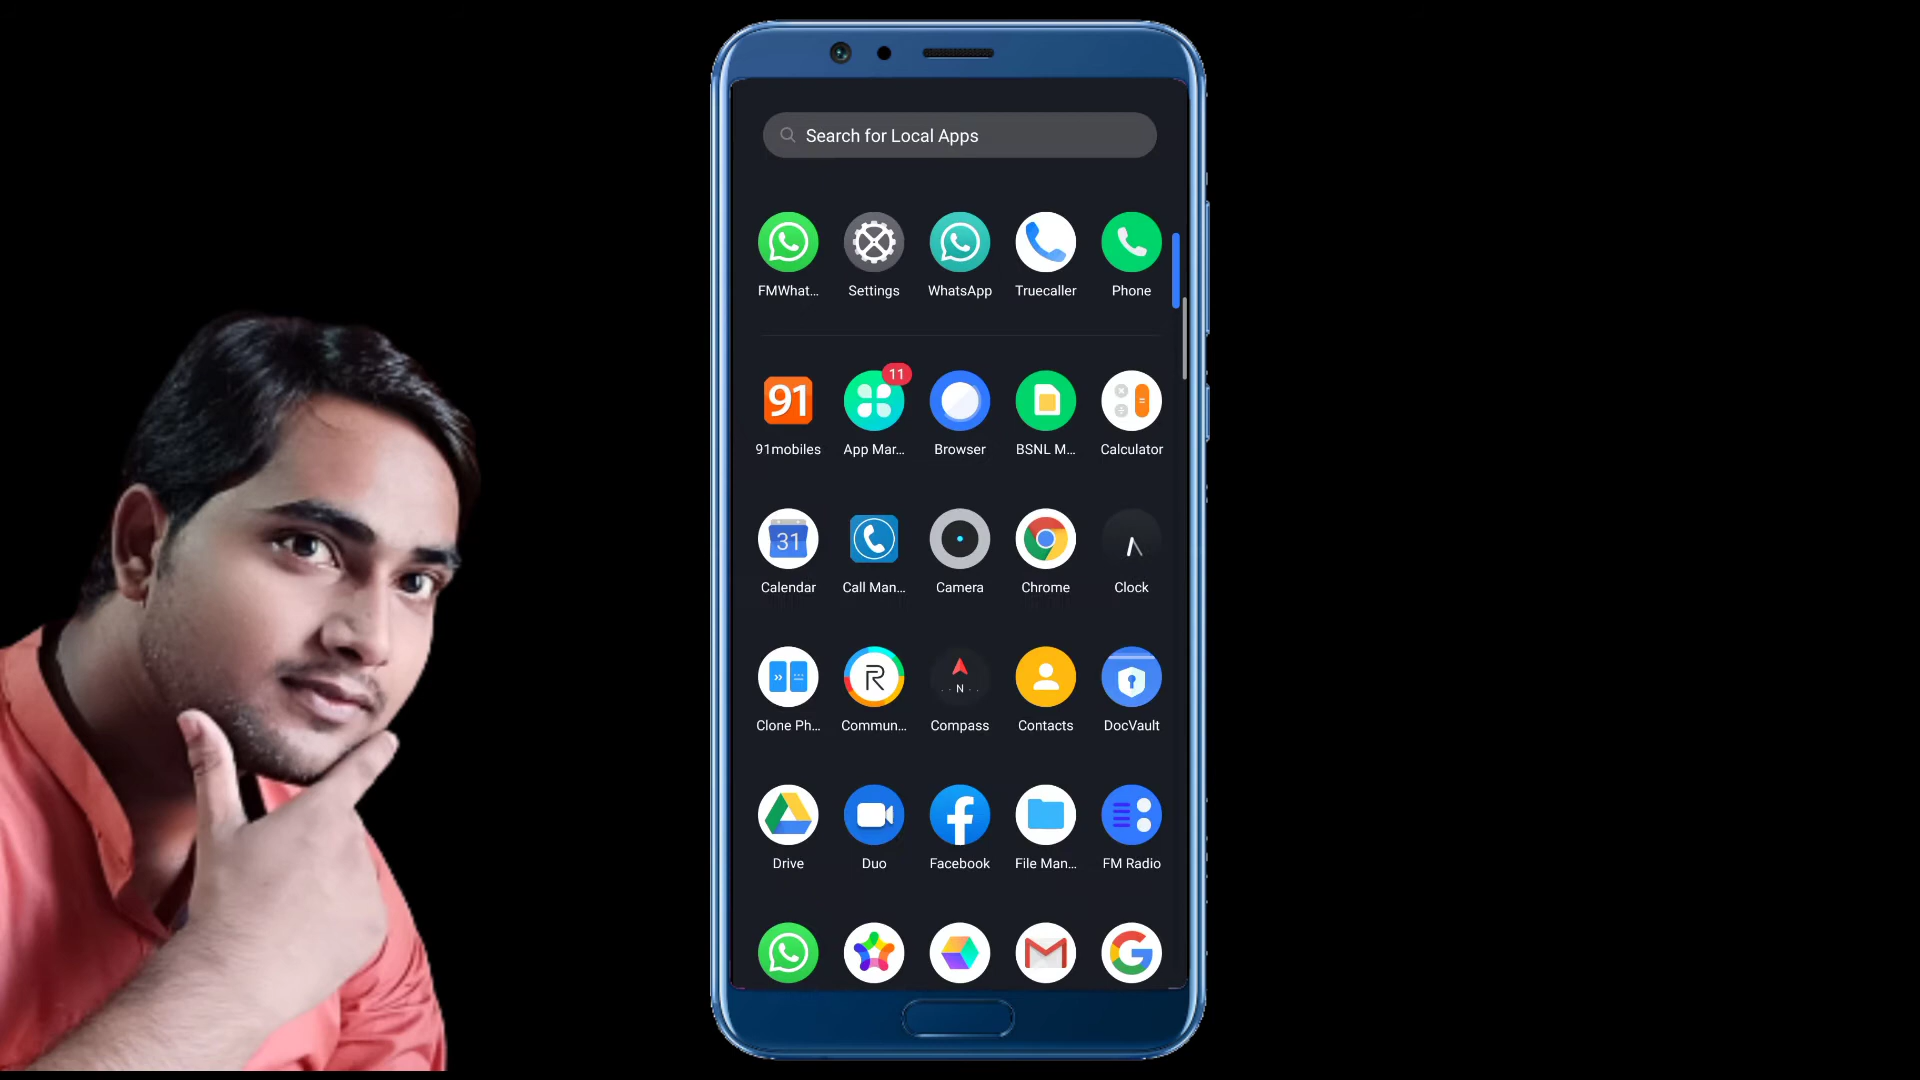 Search for Local Apps
FMWhat... Settings WhatsApp Truecaller Phone
91 11
91mobiles App Mar... Browser BSNL M... Calculator
31
Calendar Call Man... Camera Chrome Clock
R N
Clone Ph... Commun... Compass Contacts DocVault
Drive Duo Facebook File Man... FM Radio